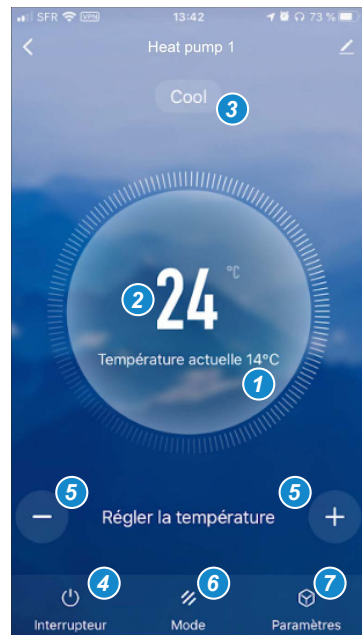 SFR VPN 13:42 73 %
Heat pump 1
Cool
3
2 24 °C
Température actuelle 14°C
1
5 5
− Régler la température +
4 6 7
Interrupteur Mode Paramètres